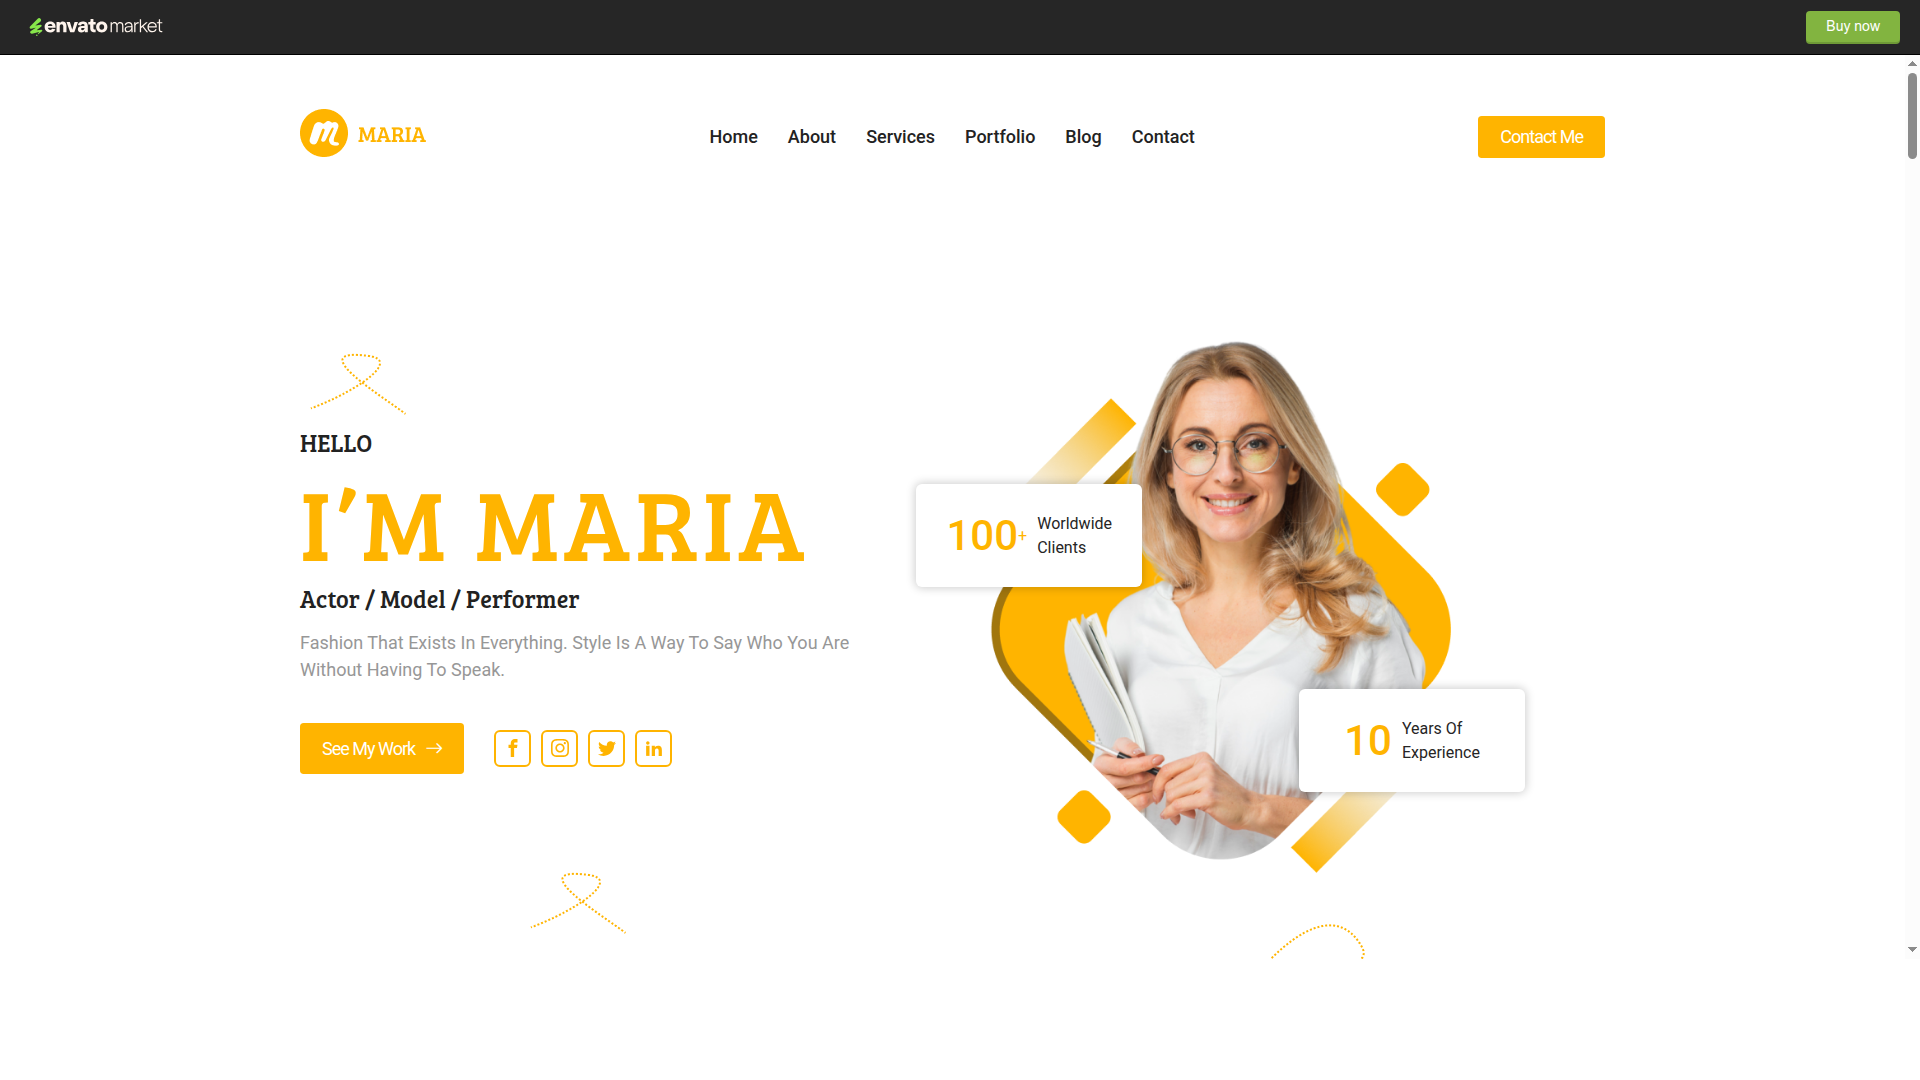 envato market
Buy now
MARIA
Home About Services Portfolio Blog Contact
Contact Me
HELLO
I’M MARIA
Actor / Model / Performer
Fashion That Exists In Everything. Style Is A Way To Say Who You Are
Without Having To Speak.
See My Work
100+ Worldwide
Clients
10 Years Of
Experience